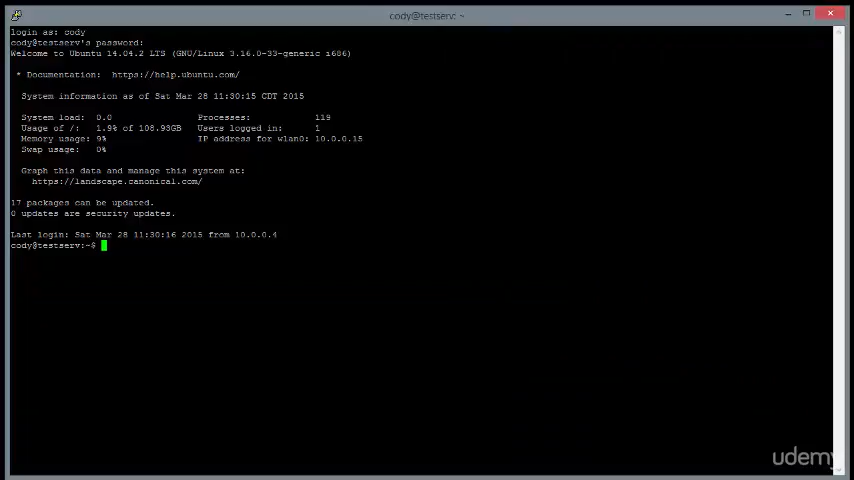 cody@testserv: ~
login as: cody
cody@testserv's password:
Welcome to Ubuntu 14.04.2 LTS (GNU/Linux 3.16.0-33-generic i686)
* Documentation:  https://help.ubuntu.com/
System information as of Sat Mar 28 11:30:15 CDT 2015
System load:  0.0                Processes:            119
Usage of /:   1.9% of 108.93GB   Users logged in:      1
Memory usage: 9%                 IP address for wlan0: 10.0.0.15
Swap usage:   0%
Graph this data and manage this system at:
https://landscape.canonical.com/
17 packages can be updated.
0 updates are security updates.
Last login: Sat Mar 28 11:30:16 2015 from 10.0.0.4
cody@testserv:~$
udemy